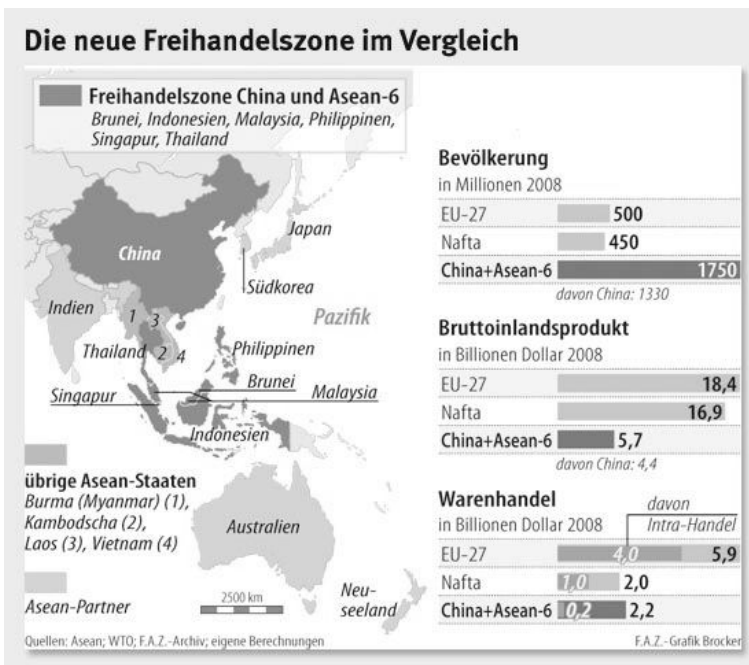 Die neue Freihandelszone im Vergleich
Freihandelszone China und Asean-6
Brunei, Indonesien, Malaysia, Philippinen,
Singapur, Thailand
China
Japan
Südkorea
Indien
Pazifik
1
3
2
4
Thailand
Philippinen
Brunei
Singapur
Malaysia
Indonesien
übrige Asean-Staaten
Burma (Myanmar) (1),
Kambodscha (2),
Laos (3), Vietnam (4)
Australien
Asean-Partner
2500 km
Neu-
seeland
Bevölkerung
in Millionen 2008
EU-27 500
Nafta 450
China+Asean-6 1750
davon China: 1330
Bruttoinlandsprodukt
in Billionen Dollar 2008
EU-27 18,4
Nafta 16,9
China+Asean-6 5,7
davon China: 4,4
Warenhandel
in Billionen Dollar 2008
davon
Intra-Handel
EU-27 4,0 5,9
Nafta 1,0 2,0
China+Asean-6 0,2 2,2
Quellen: Asean; WTO; F.A.Z.-Archiv; eigene Berechnungen
F.A.Z.-Grafik Brocker